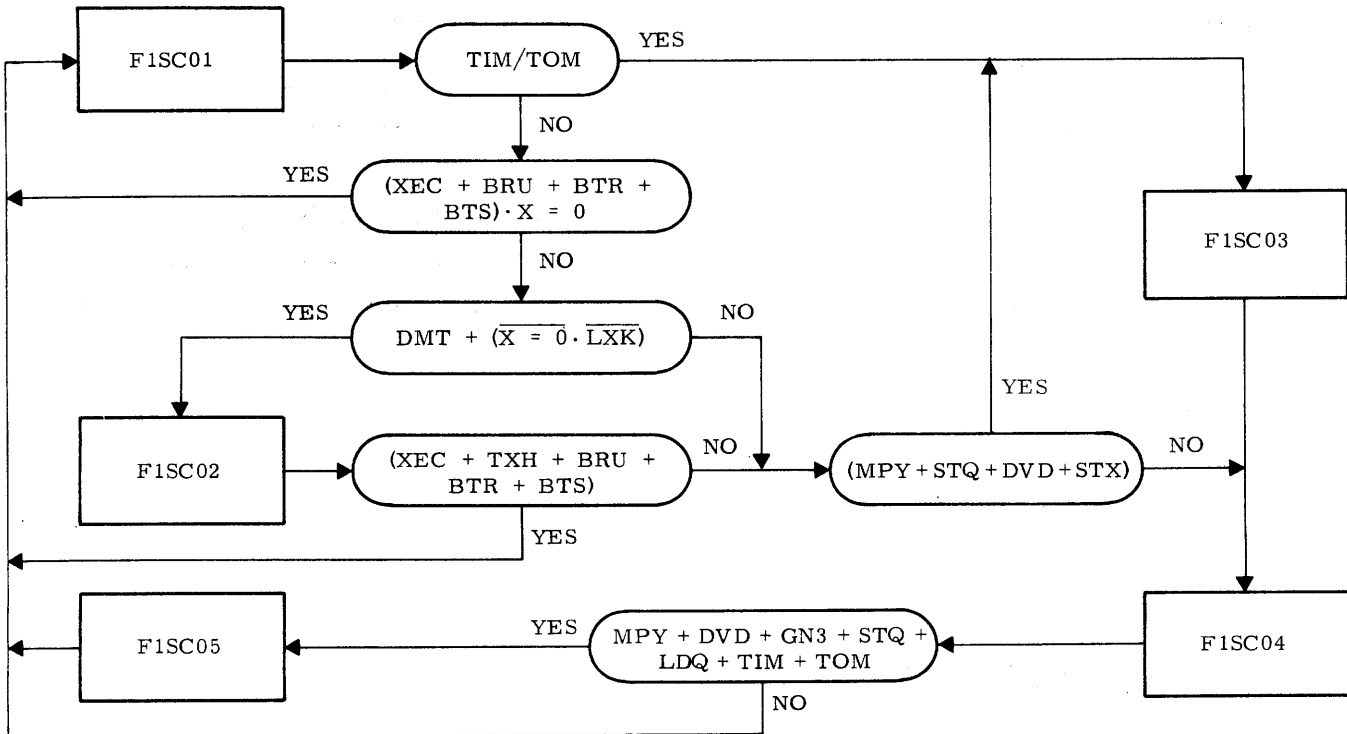 F1SC01
TIM/TOM
YES
NO
YES
(XEC + BRU + BTR +
BTS) · X = 0
NO
F1SC03
YES
DMT + (X̅ ̅=̅ ̅0̅ · L̅X̅K̅)
NO
YES
F1SC02
(XEC + TXH + BRU +
BTR + BTS)
NO
(MPY + STQ + DVD + STX)
NO
YES
F1SC05
YES
MPY + DVD + GN3 + STQ +
LDQ + TIM + TOM
F1SC04
NO